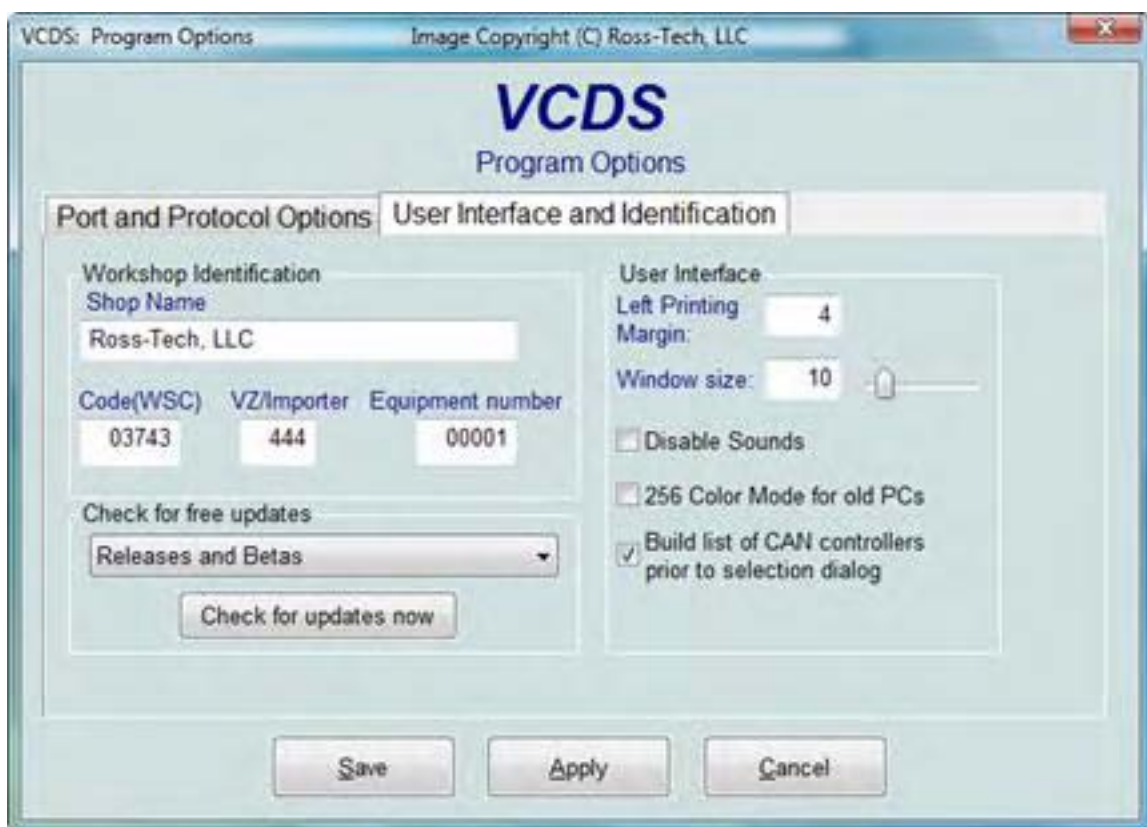 VCDS: Program Options
Image Copyright (C) Ross-Tech, LLC
VCDS
Program Options
Port and Protocol Options
User Interface and Identification
Workshop Identification
Shop Name
Ross-Tech, LLC
Code(WSC) VZ/Importer Equipment number
03743 444 00001
Check for free updates
Releases and Betas
Check for updates now
User Interface
Left Printing
Margin:
4
Window size: 10
Disable Sounds
256 Color Mode for old PCs
Build list of CAN controllers
prior to selection dialog
Save Apply Cancel